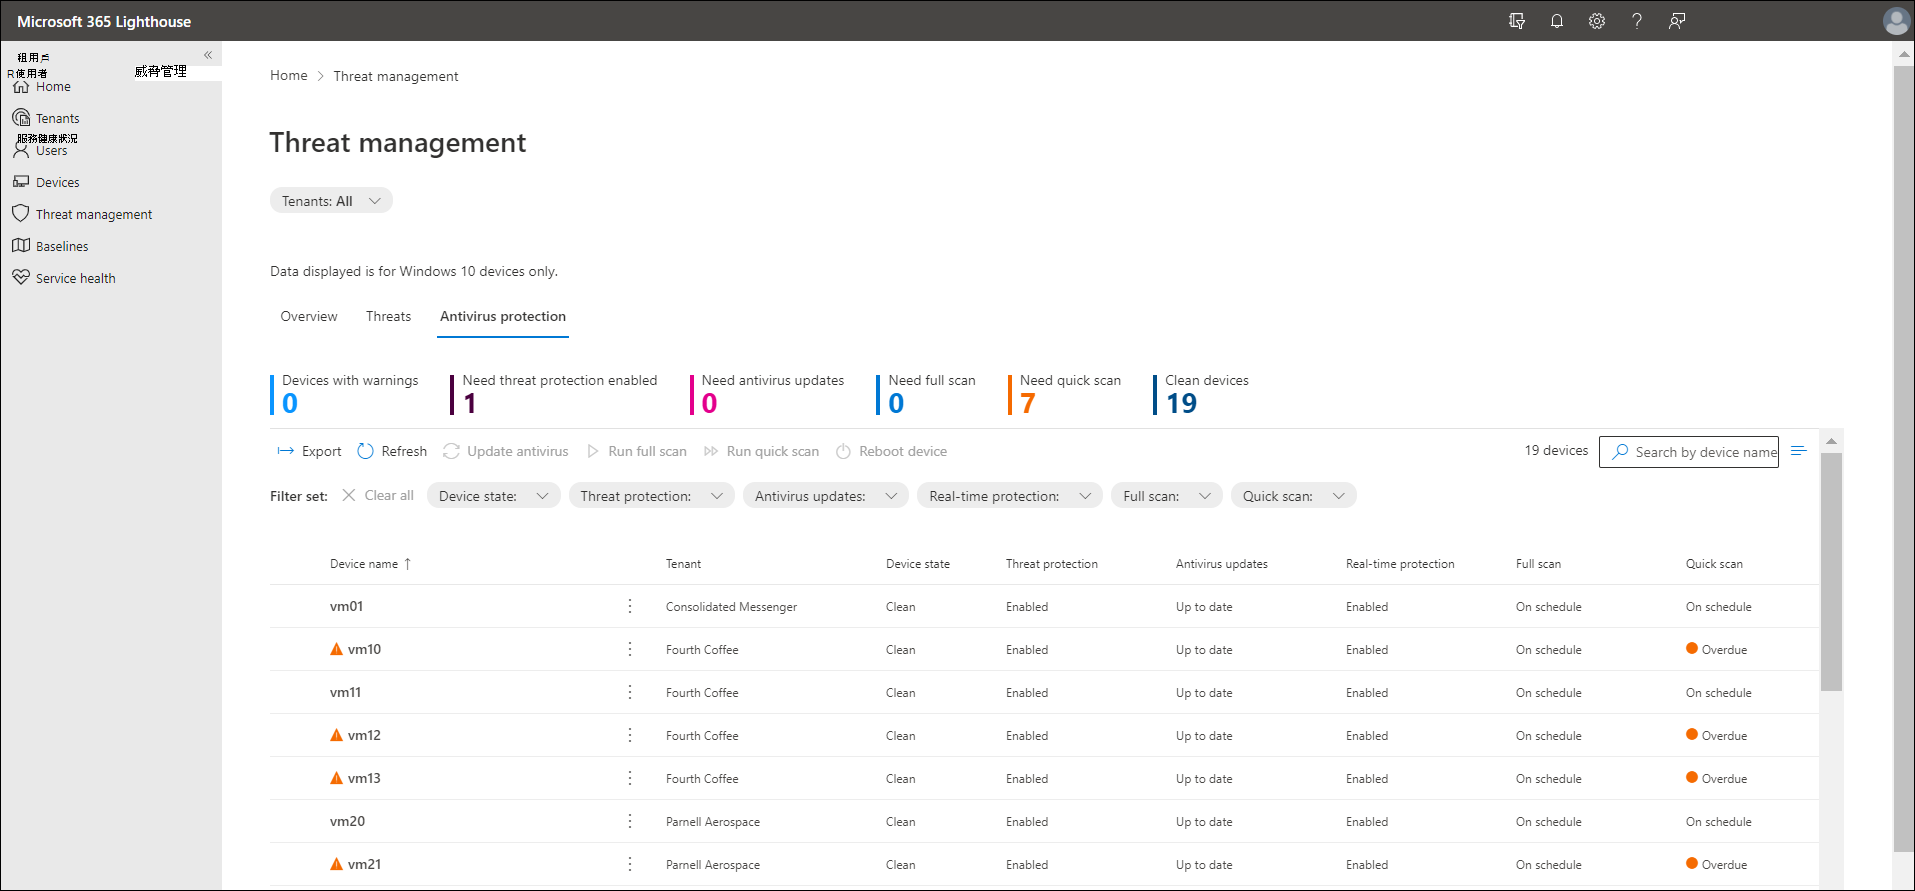 Microsoft 365 Lighthouse
租用戶
R使用者
威脅管理
Home
Tenants
服務健康狀況
Users
Devices
Threat management
Baselines
Service health
Home > Threat management
Threat management
Tenants: All
Data displayed is for Windows 10 devices only.
Overview Threats Antivirus protection
Devices with warnings Need threat protection enabled Need antivirus updates Need full scan Need quick scan Clean devices
0 1 0 0 7 19
Export Refresh Update antivirus Run full scan Run quick scan Reboot device 19 devices Search by device name
Filter set: Clear all Device state: Threat protection: Antivirus updates: Real-time protection: Full scan: Quick scan:
Device name ↑ Tenant Device state Threat protection Antivirus updates Real-time protection Full scan Quick scan
vm01 Consolidated Messenger Clean Enabled Up to date Enabled On schedule On schedule
vm10 Fourth Coffee Clean Enabled Up to date Enabled On schedule Overdue
vm11 Fourth Coffee Clean Enabled Up to date Enabled On schedule On schedule
vm12 Fourth Coffee Clean Enabled Up to date Enabled On schedule Overdue
vm13 Fourth Coffee Clean Enabled Up to date Enabled On schedule Overdue
vm20 Parnell Aerospace Clean Enabled Up to date Enabled On schedule On schedule
vm21 Parnell Aerospace Clean Enabled Up to date Enabled On schedule Overdue